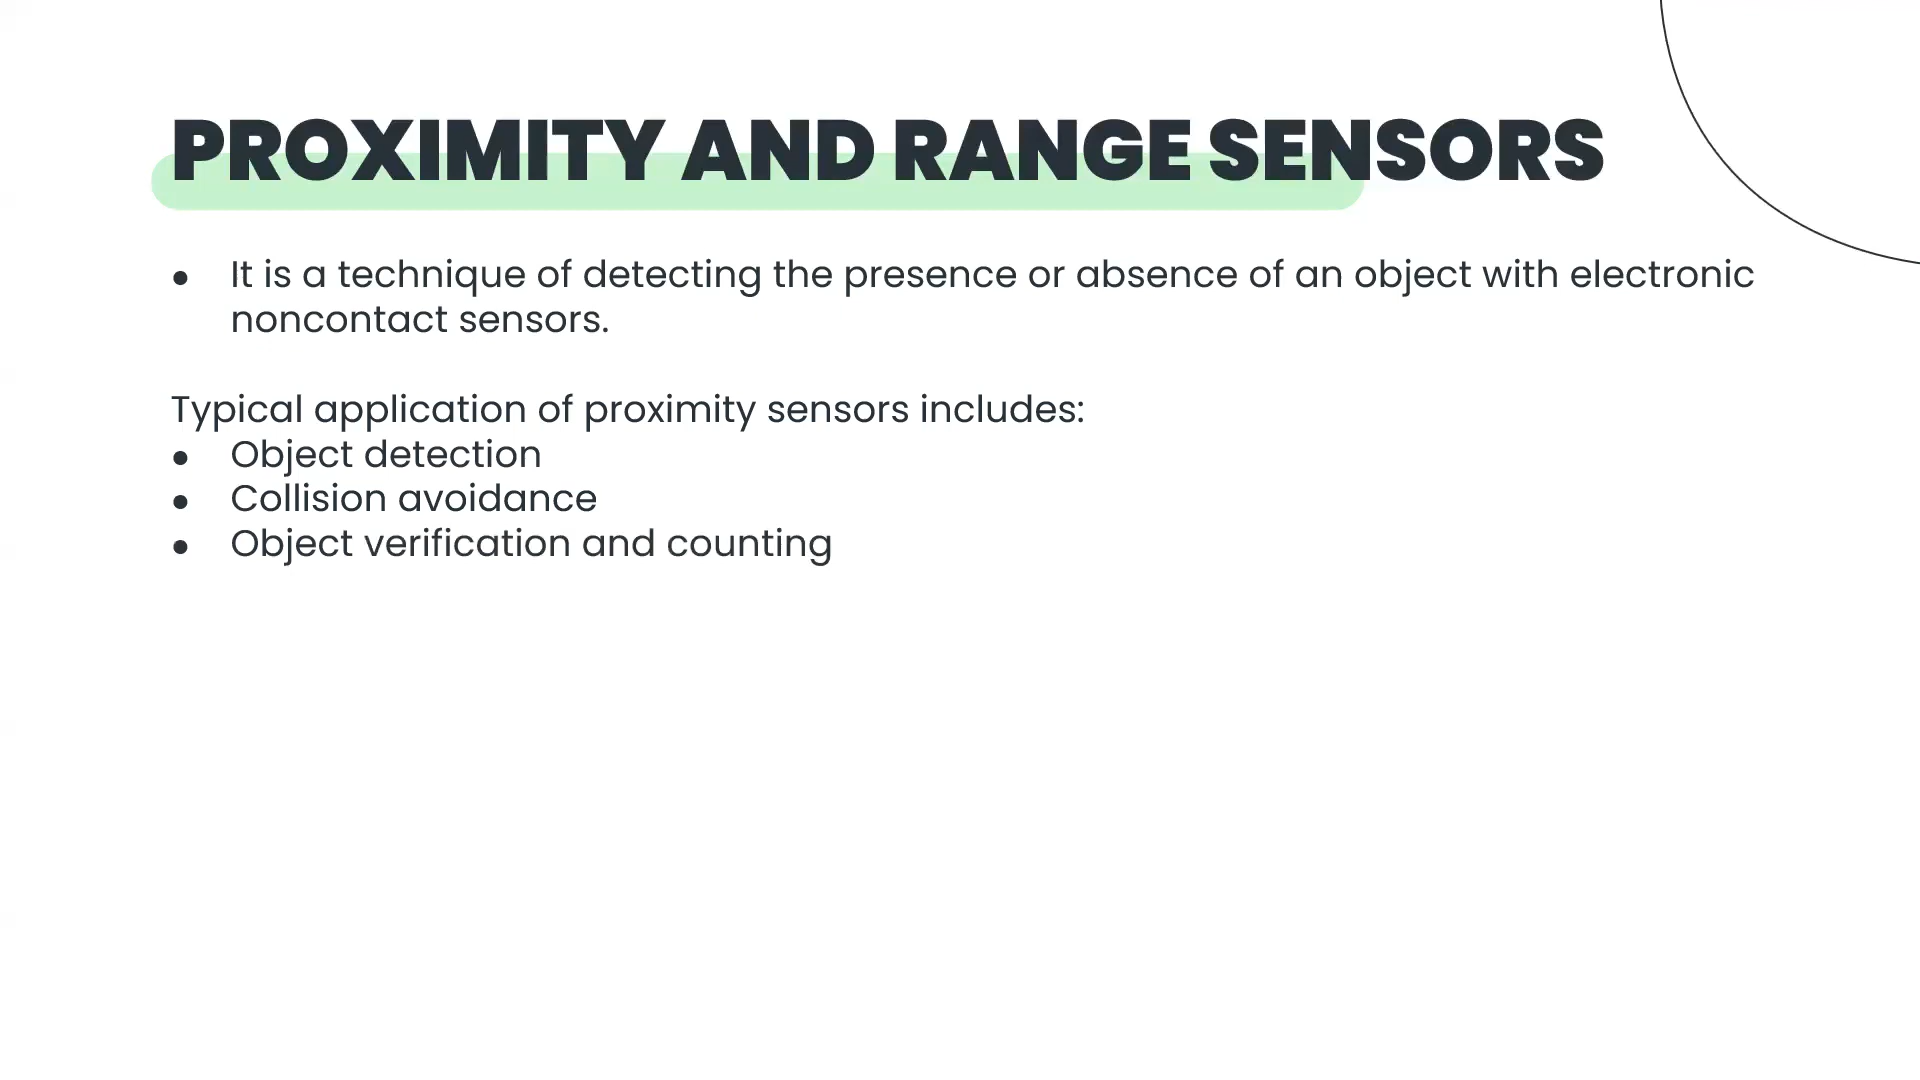 PROXIMITY AND RANGE SENSORS
● It is a technique of detecting the presence or absence of an object with electronic
noncontact sensors.
Typical application of proximity sensors includes:
● Object detection
● Collision avoidance
● Object verification and counting